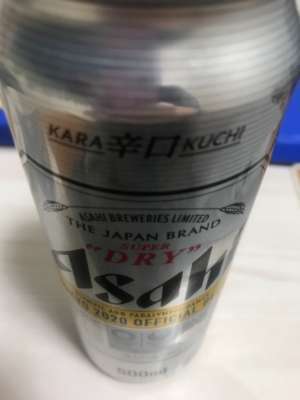 KARA 辛口 KUCHI
ASAHI BREWERIES LIMITED
THE JAPAN BRAND
SUPER
"DRY"
Asahi
2020 OFFICIAL
500ml